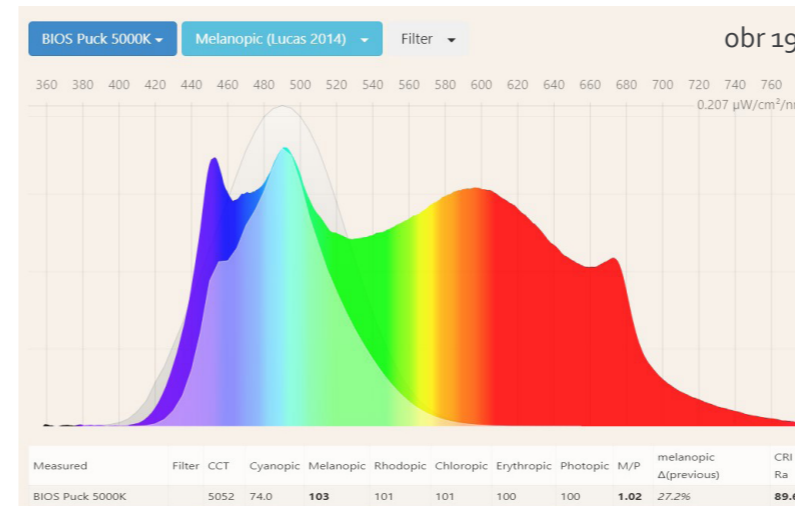 BIOS Puck 5000K Melanopic (Lucas 2014) Filter obr 19
360 380 400 420 440 460 480 500 520 540 560 580 600 620 640 660 680 700 720 740 760
0.207 µW/cm²/n
Measured Filter CCT Cyanopic Melanopic Rhodopic Chloropic Erythropic Photopic M/P melanopic Δ(previous) CRI Ra
BIOS Puck 5000K 5052 74.0 103 101 101 100 100 1.02 27.2% 89.6